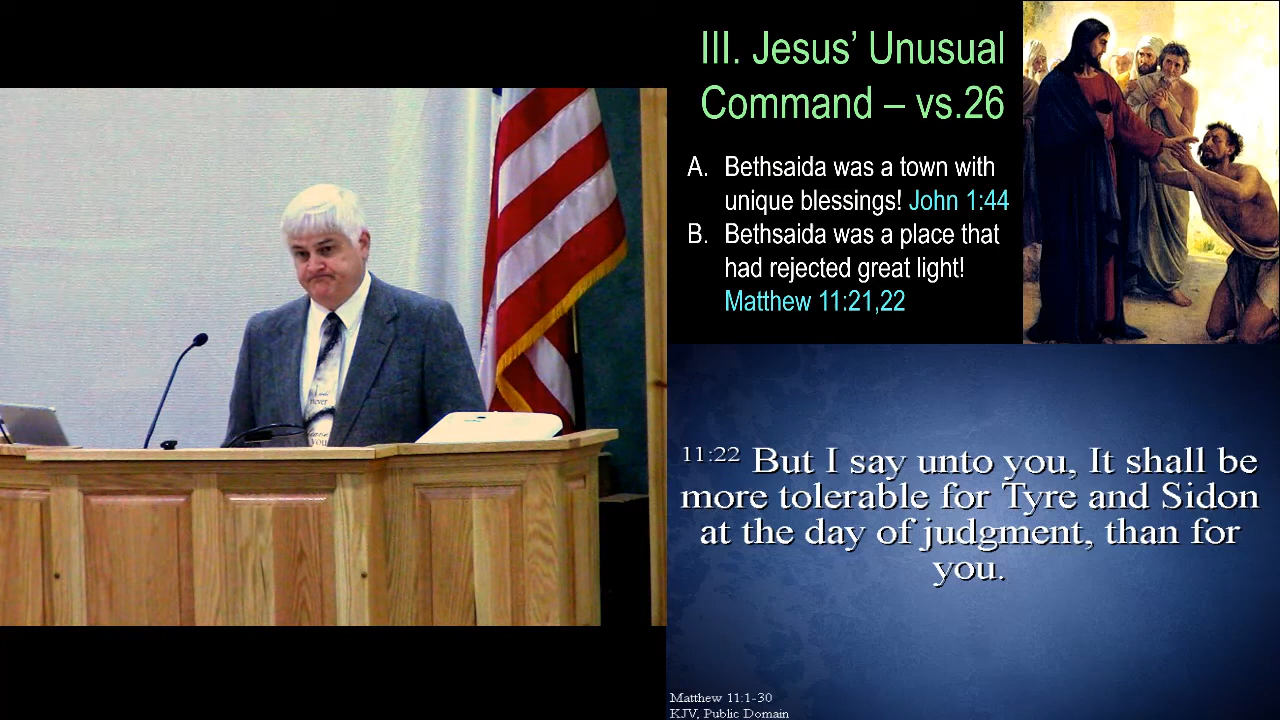 III. Jesus’ Unusual
Command – vs.26
A. Bethsaida was a town with
unique blessings! John 1:44
B. Bethsaida was a place that
had rejected great light!
Matthew 11:21,22
11:22 But I say unto you, It shall be
more tolerable for Tyre and Sidon
at the day of judgment, than for
you.
Matthew 11:1-30
KJV, Public Domain
never
you